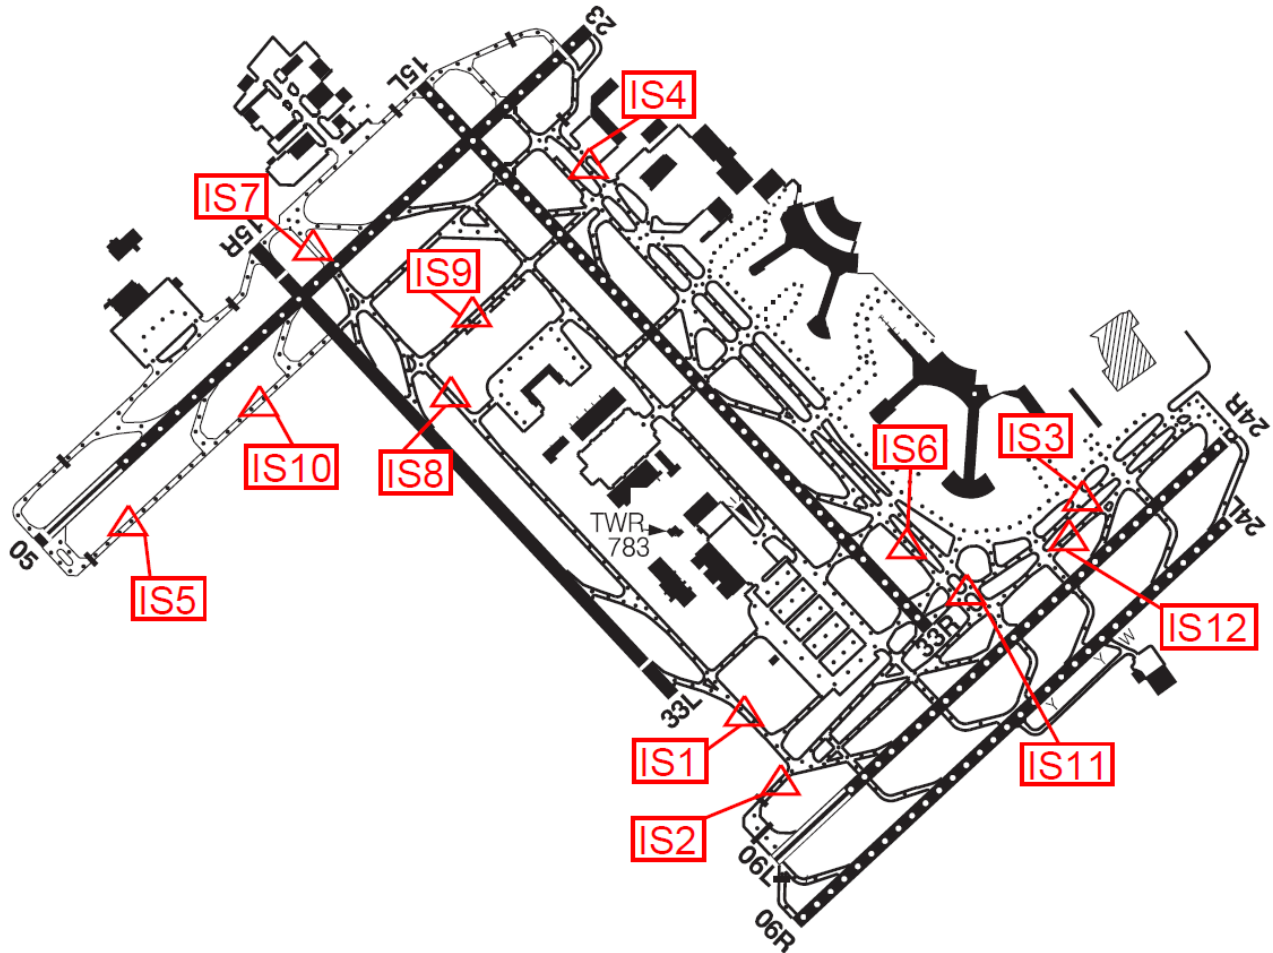 23
15L
IS4
IS7
15R
IS9
24R
IS3
IS6
IS10
IS8
24L
TWR
783
05
IS5
33R
IS12
W
Y
Y
33L
IS1
IS11
IS2
06L
06R